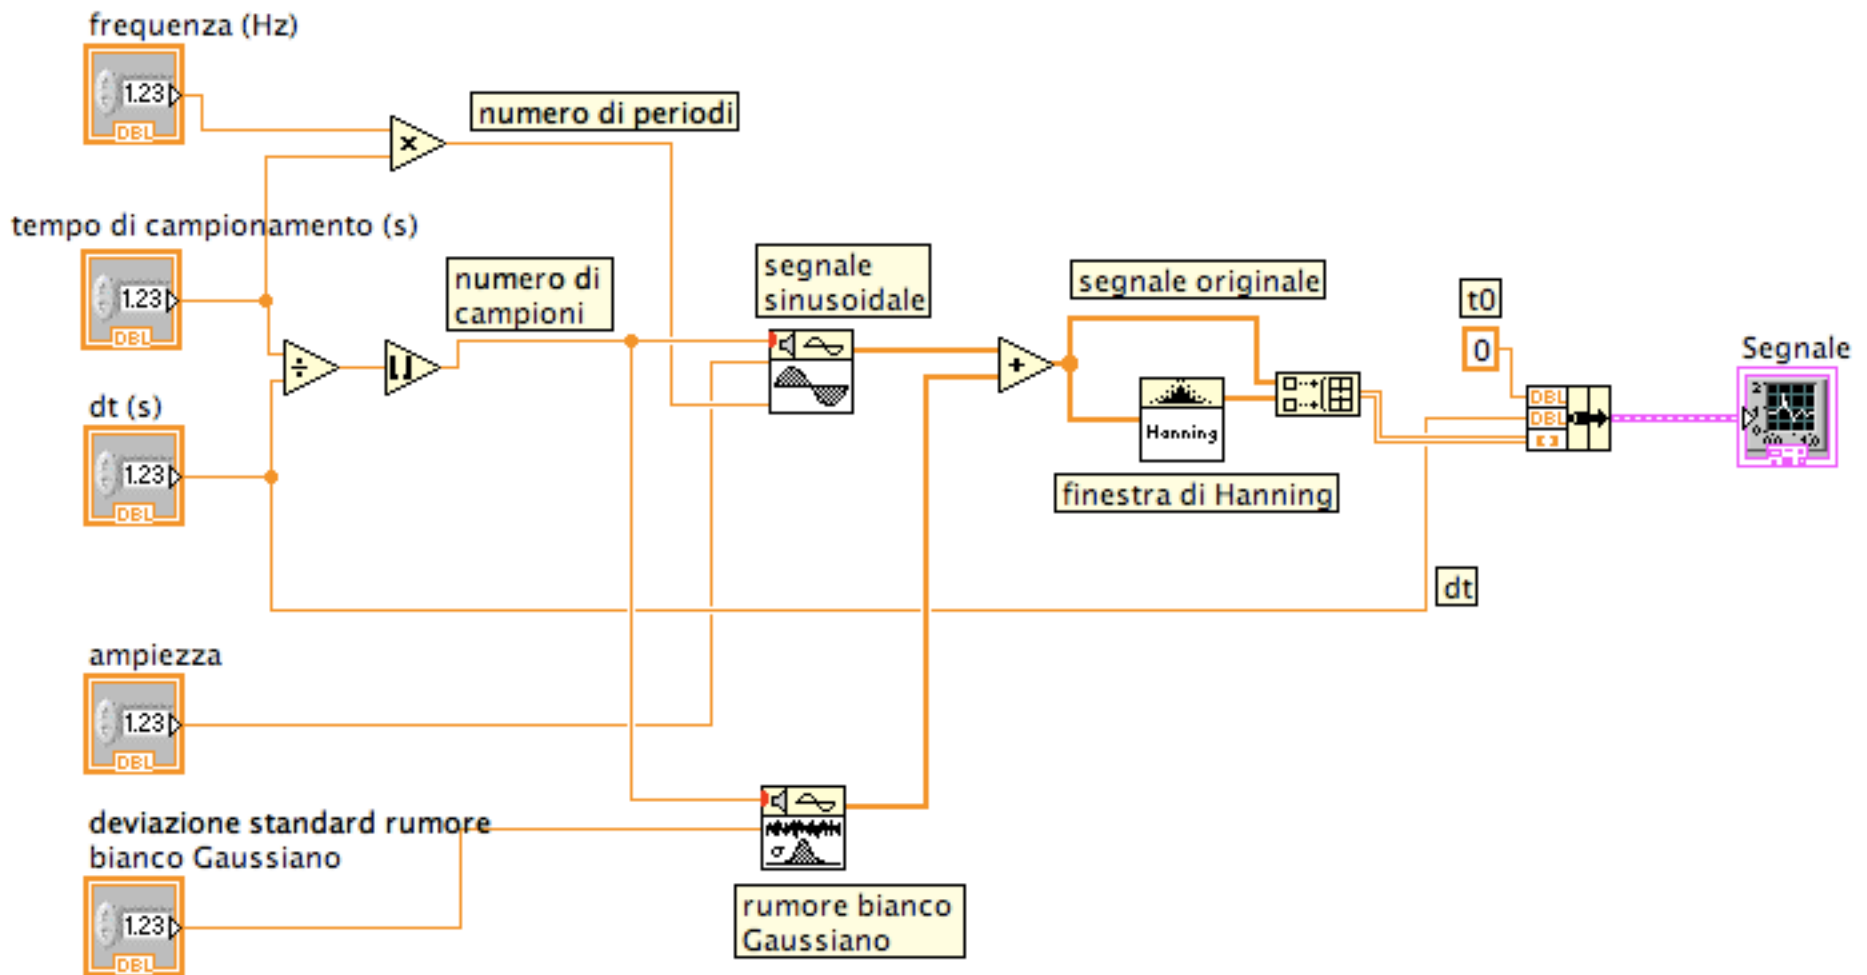 frequenza (Hz)
1.23
DBL
numero di periodi
×
tempo di campionamento (s)
1.23
DBL
numero di
campioni
segnale
sinusoidale
segnale originale
t0
0
Segnale
÷
+
DBL
DBL
Hanning
finestra di Hanning
dt (s)
1.23
DBL
dt
ampiezza
1.23
DBL
deviazione standard rumore
bianco Gaussiano
1.23
DBL
σ
rumore bianco
Gaussiano